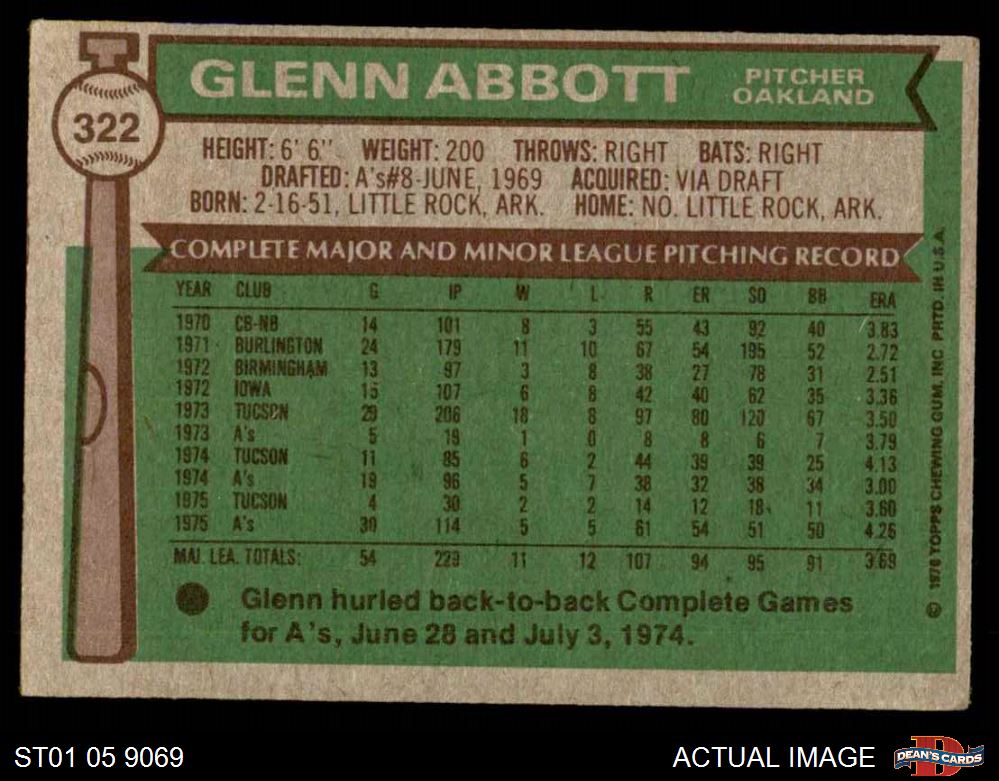 322
GLENN ABBOTT
PITCHER
OAKLAND
HEIGHT: 6' 6" WEIGHT: 200 THROWS: RIGHT BATS: RIGHT
DRAFTED: A's#8-JUNE, 1969 ACQUIRED: VIA DRAFT
BORN: 2-16-51, LITTLE ROCK, ARK. HOME: NO. LITTLE ROCK, ARK.
COMPLETE MAJOR AND MINOR LEAGUE PITCHING RECORD
YEAR CLUB G IP W L R ER SO BB ERA
1970 CB-NB 14 101 8 3 55 43 92 40 3.83
1971 BURLINGTON 24 179 11 10 67 54 195 52 2.72
1972 BIRMINGHAM 13 97 3 8 38 27 78 31 2.51
1972 IOWA 15 107 6 8 42 40 62 35 3.36
1973 TUCSON 29 206 18 8 97 80 120 67 3.50
1973 A's 5 19 1 0 8 8 6 7 3.79
1974 TUCSON 11 85 6 2 44 39 39 25 4.13
1974 A's 19 96 5 7 38 32 38 34 3.00
1975 TUCSON 4 30 2 2 14 12 18 11 3.60
1975 A's 30 114 5 5 61 54 51 50 4.26
MAJ. LEA. TOTALS: 54 229 11 12 107 94 95 91 3.69
Glenn hurled back-to-back Complete Games
for A's, June 28 and July 3, 1974.
© 1976 TOPPS CHEWING GUM, INC PRTD. IN U.S.A.
ST01 05 9069
ACTUAL IMAGE
D
DEAN'S CARDS